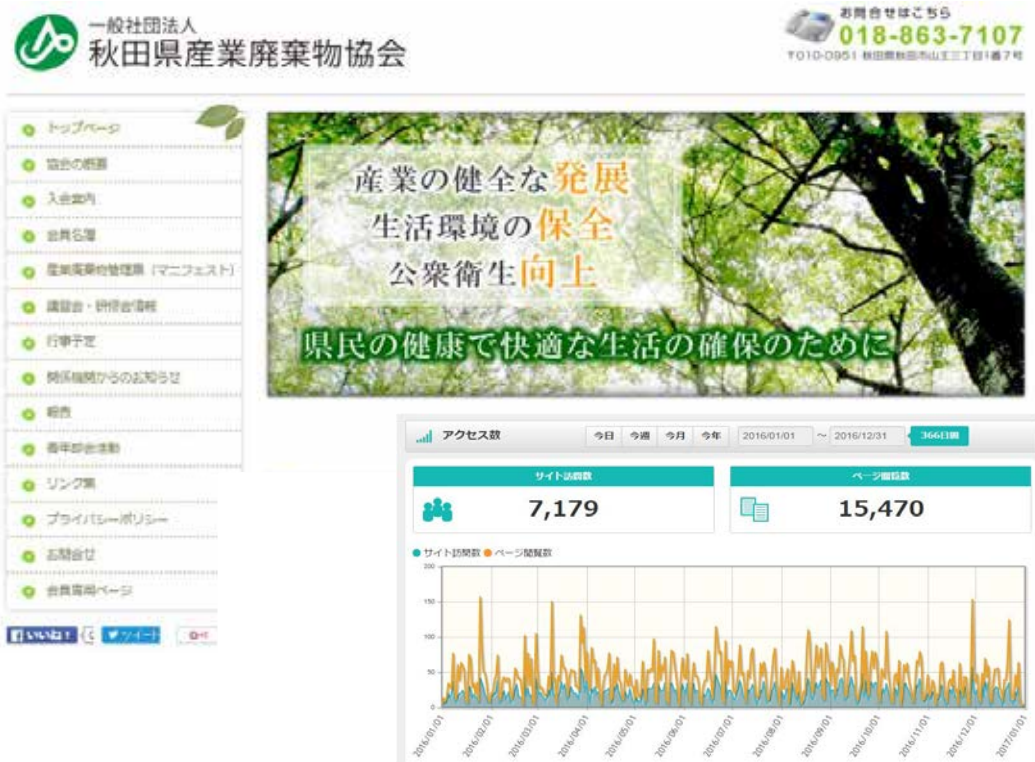 一般社団法人
秋田県産業廃棄物協会
お問合せはこちら
018-863-7107
〒010-0951 秋田県秋田市山王三丁目1番7号
トップページ
協会の概要
入会案内
会員名簿
産業廃棄物管理票（マニフェスト）
講習会・研修会情報
行事予定
関係機関からのお知らせ
報告
青年部会活動
リンク集
プライバシーポリシー
お問合せ
会員専用ページ
いいね！
ツイート
産業の健全な発展
生活環境の保全
公衆衛生向上
県民の健康で快適な生活の確保のために
アクセス数
今日 今週 今月 今年 2016/01/01 ～ 2016/12/31 366日間
サイト訪問数
7,179
ページ閲覧数
15,470
サイト訪問数 ページ閲覧数
200
150
100
50
0
2016/01/01 2016/02/01 2016/03/01 2016/04/01 2016/05/01 2016/06/01 2016/07/01 2016/08/01 2016/09/01 2016/10/01 2016/11/01 2016/12/01 2017/01/01